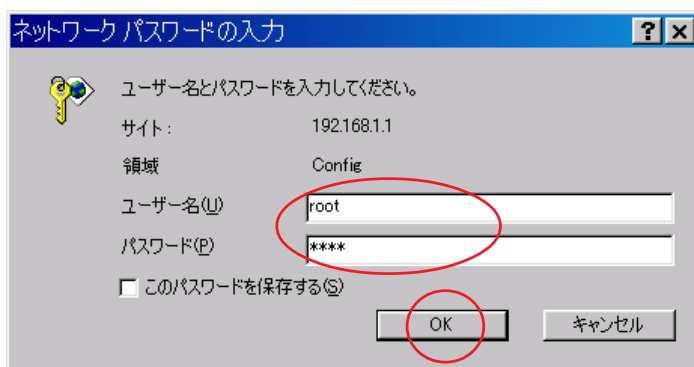 ネットワーク パスワードの入力
? ×
ユーザー名とパスワードを入力してください。
サイト: 192.168.1.1
領域 Config
ユーザー名(U) root
パスワード(P) ****
このパスワードを保存する(S)
OK キャンセル